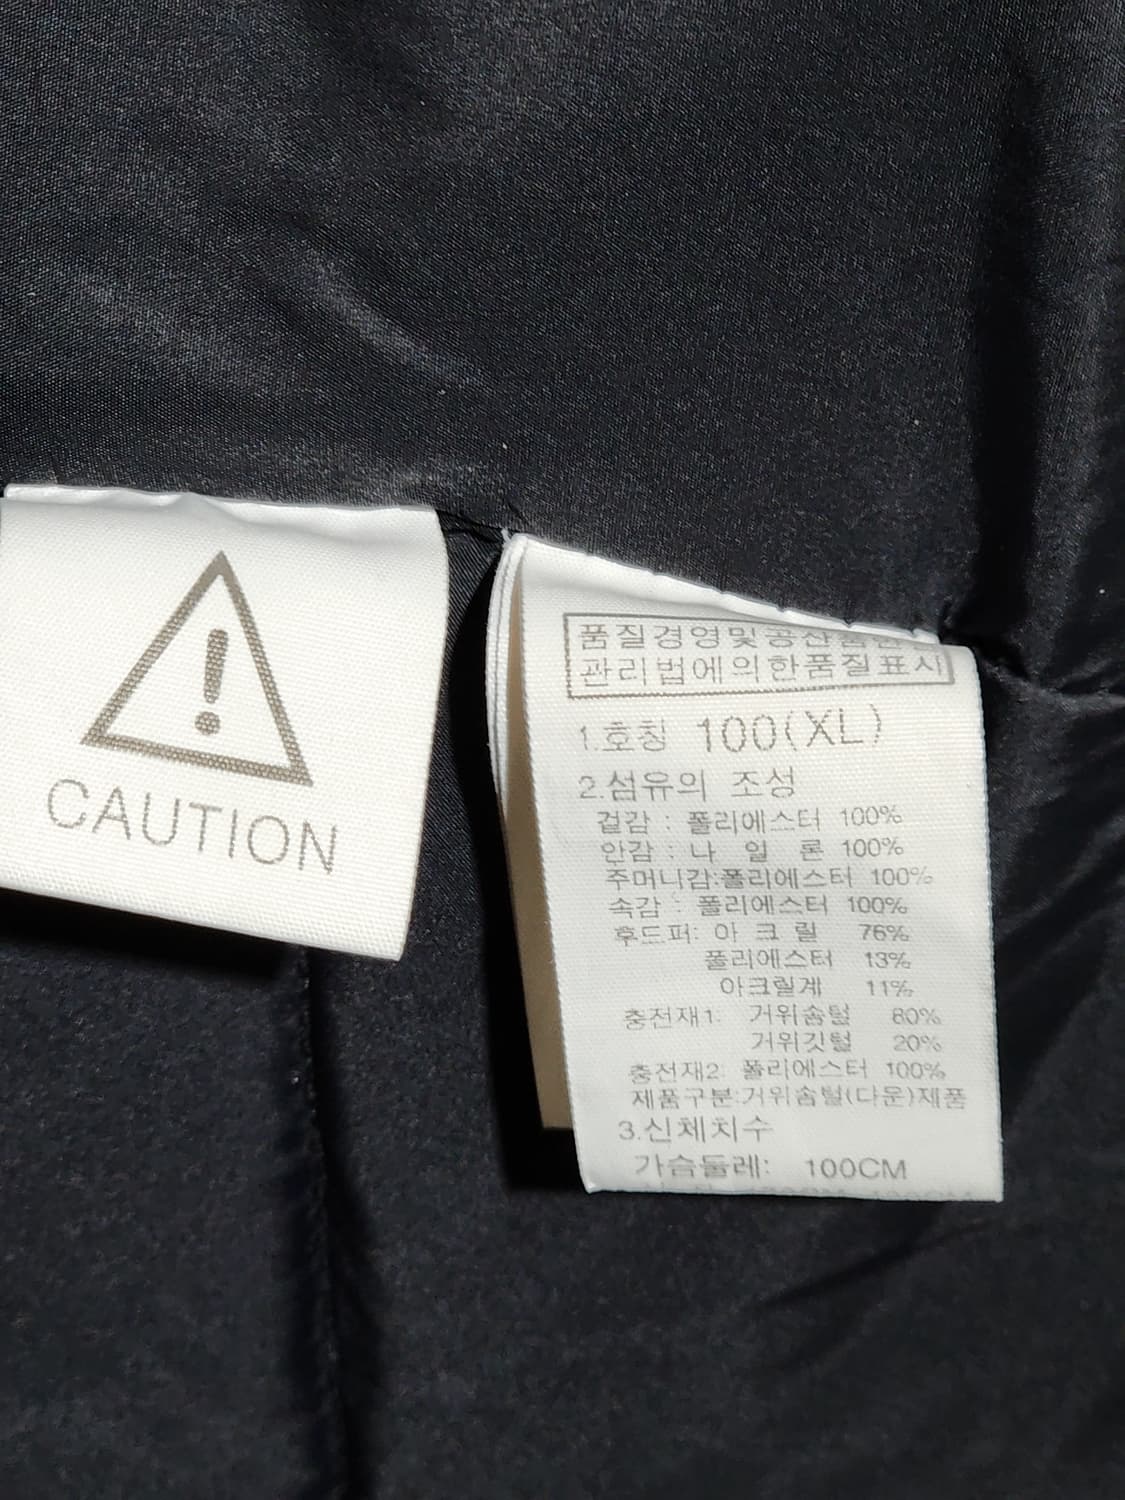 CAUTION
품질경영및공산품안전
관리법에의한품질표시
1.호칭 100(XL)
2.섬유의 조성
겉감 : 폴리에스터 100%
안감 : 나 일 론 100%
주머니감:폴리에스터 100%
속감 : 폴리에스터 100%
후드퍼: 아 크 릴 76%
폴리에스터 13%
아크릴계 11%
충전재1: 거위솜털 80%
거위깃털 20%
충전재2: 폴리에스터 100%
제품구분:거위솜털(다운)제품
3.신체치수
가슴둘레: 100CM